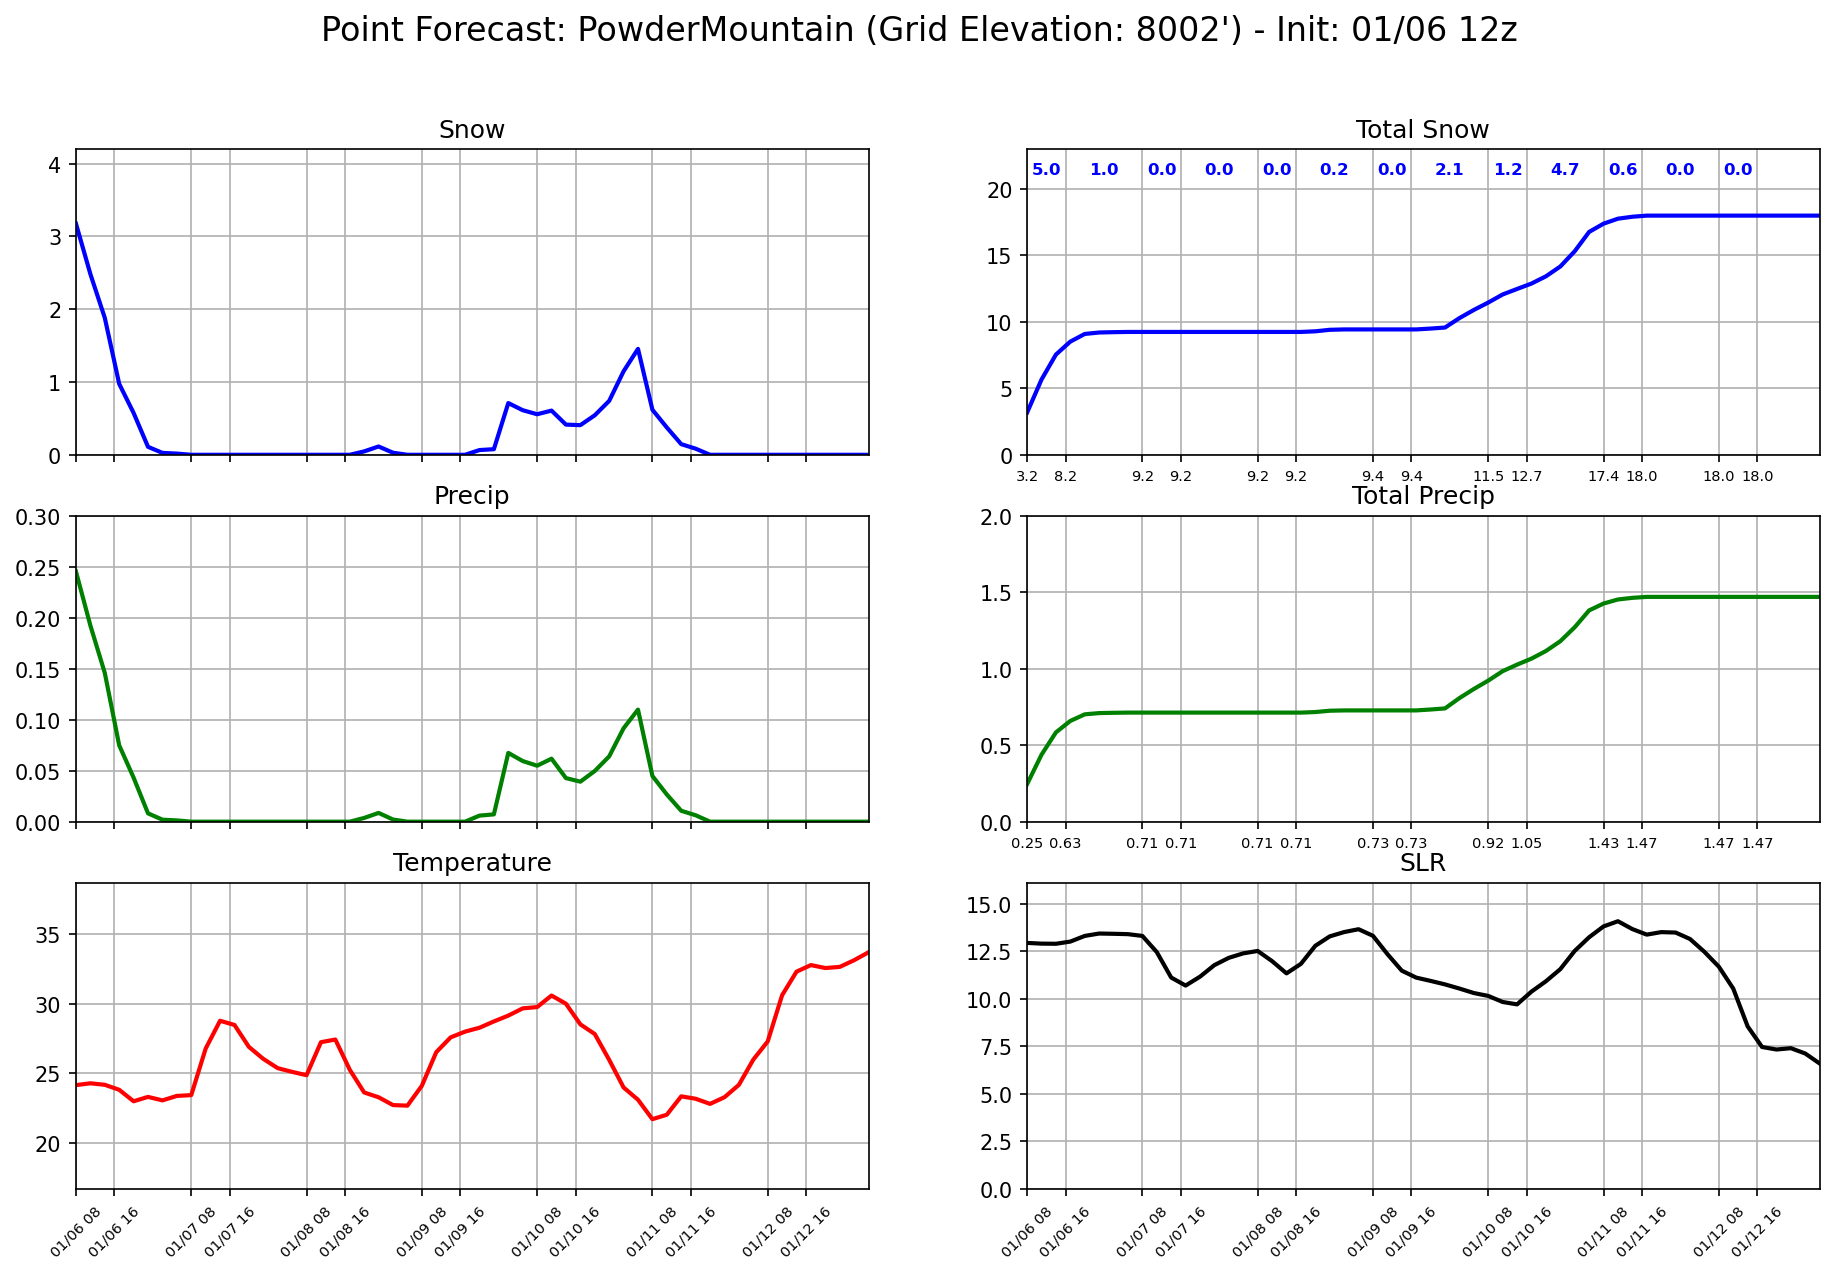 Point Forecast: PowderMountain (Grid Elevation: 8002') - Init: 01/06 12z
Snow
4
3
2
1
0
Total Snow
5.0 1.0 0.0 0.0 0.0 0.2 0.0 2.1 1.2 4.7 0.6 0.0 0.0
20
15
10
5
0
3.2 8.2 9.2 9.2 9.2 9.2 9.4 9.4 11.5 12.7 17.4 18.0 18.0 18.0
Precip
0.30
0.25
0.20
0.15
0.10
0.05
0.00
Total Precip
2.0
1.5
1.0
0.5
0.0
0.25 0.63 0.71 0.71 0.71 0.71 0.73 0.73 0.92 1.05 1.43 1.47 1.47 1.47
Temperature
35
30
25
20
01/06 08 01/06 16 01/07 08 01/07 16 01/08 08 01/08 16 01/09 08 01/09 16 01/10 08 01/10 16 01/11 08 01/11 16 01/12 08 01/12 16
SLR
15.0
12.5
10.0
7.5
5.0
2.5
0.0
01/06 08 01/06 16 01/07 08 01/07 16 01/08 08 01/08 16 01/09 08 01/09 16 01/10 08 01/10 16 01/11 08 01/11 16 01/12 08 01/12 16